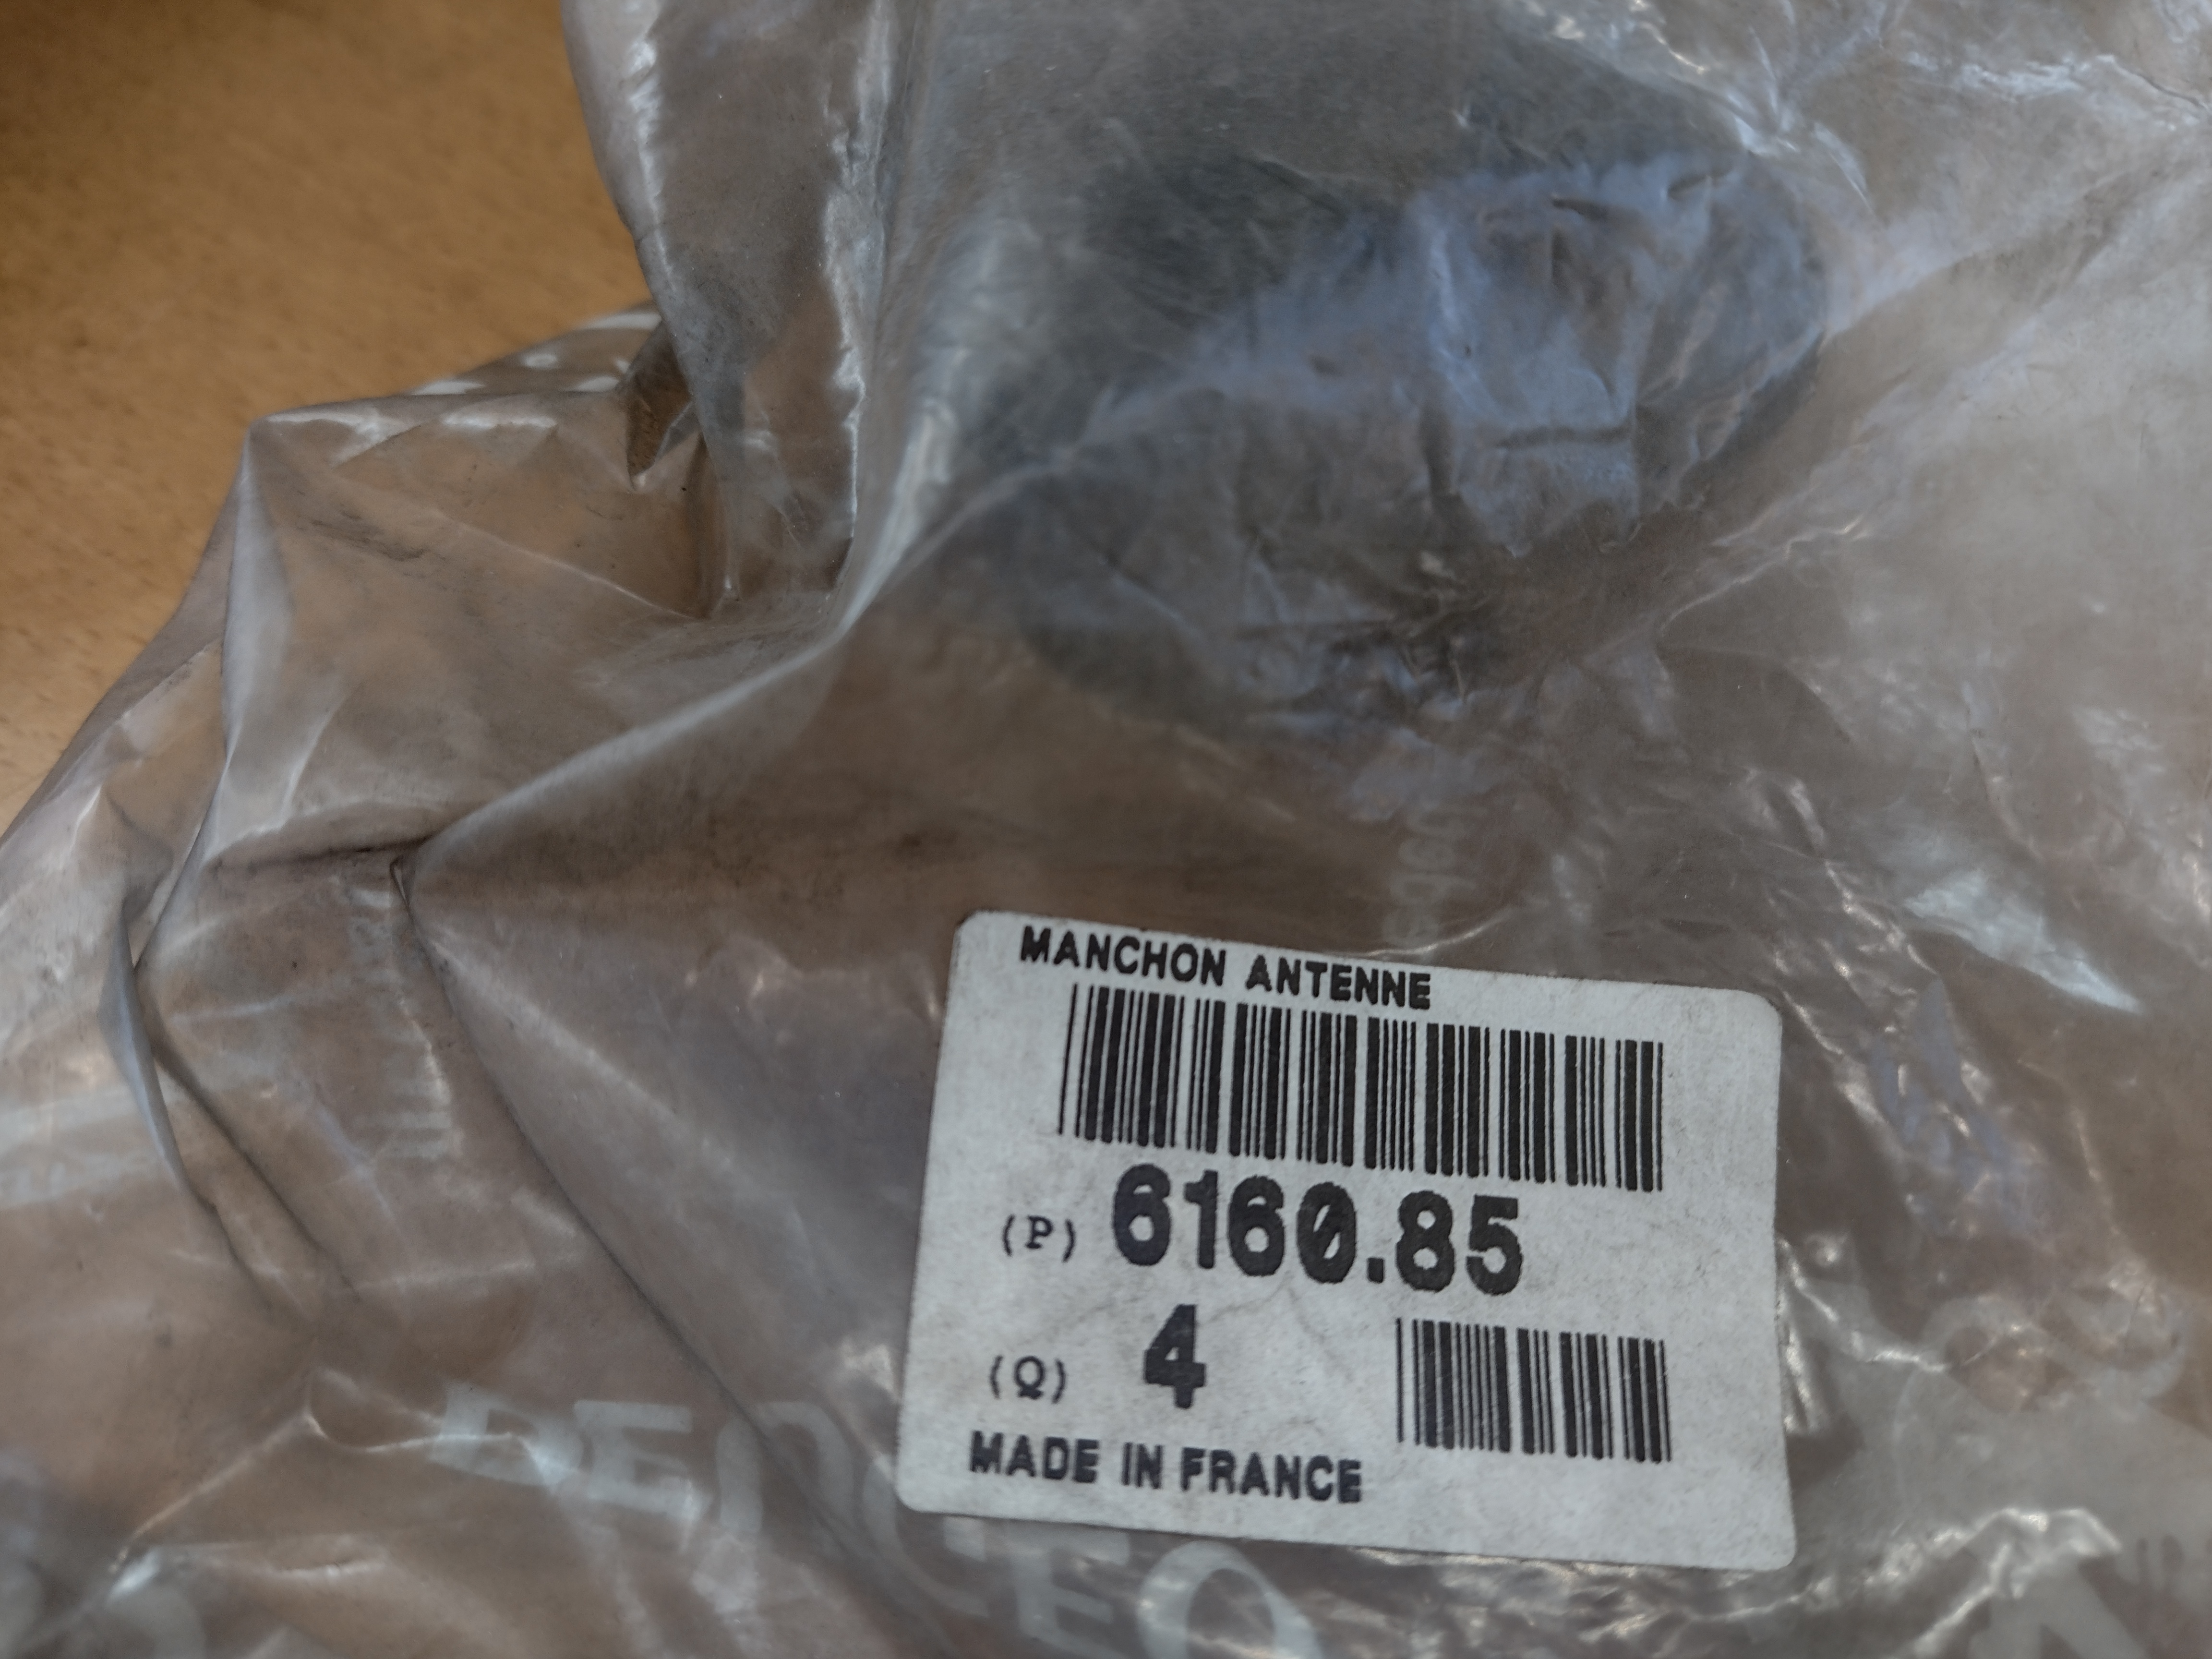 MANCHON ANTENNE
(P) 6160.85
(Q) 4
MADE IN FRANCE